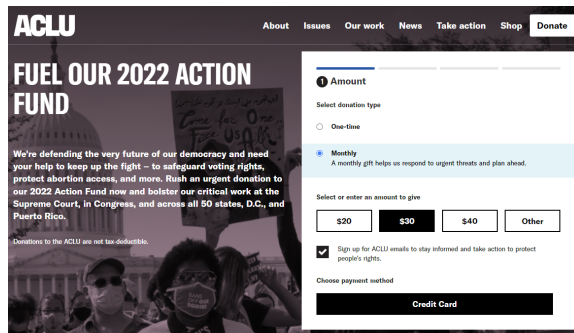 ACLU
About Issues Our work News Take action Shop Donate
FUEL OUR 2022 ACTION
FUND
We're defending the very future of our democracy and need
your help to keep up the fight – to safeguard voting rights,
protect abortion access, and more. Rush an urgent donation to
our 2022 Action Fund now and bolster our critical work at the
Supreme Court, in Congress, and across all 50 states, D.C., and
Puerto Rico.
Donations to the ACLU are not tax-deductible.
1 Amount
Select donation type
One-time
Monthly
A monthly gift helps us respond to urgent threats and plan ahead.
Select or enter an amount to give
$20 $30 $40 Other
Sign up for ACLU emails to stay informed and take action to protect
people's rights.
Choose payment method
Credit Card